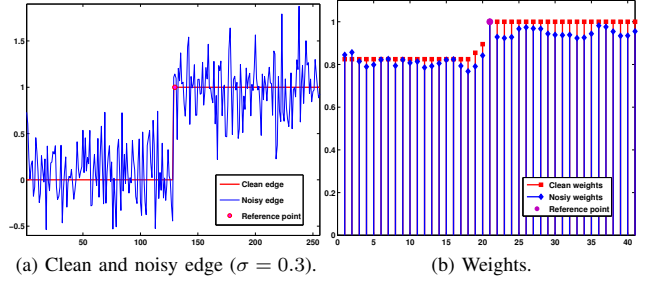 1.5
1
0.5
0
−0.5
50 100 150 200 250
Clean edge
Noisy edge
Reference point
(a) Clean and noisy edge (σ = 0.3).
1
0.8
0.6
0.4
0.2
0
0 5 10 15 20 25 30 35 40
Clean weights
Nosiy weights
Reference point
(b) Weights.